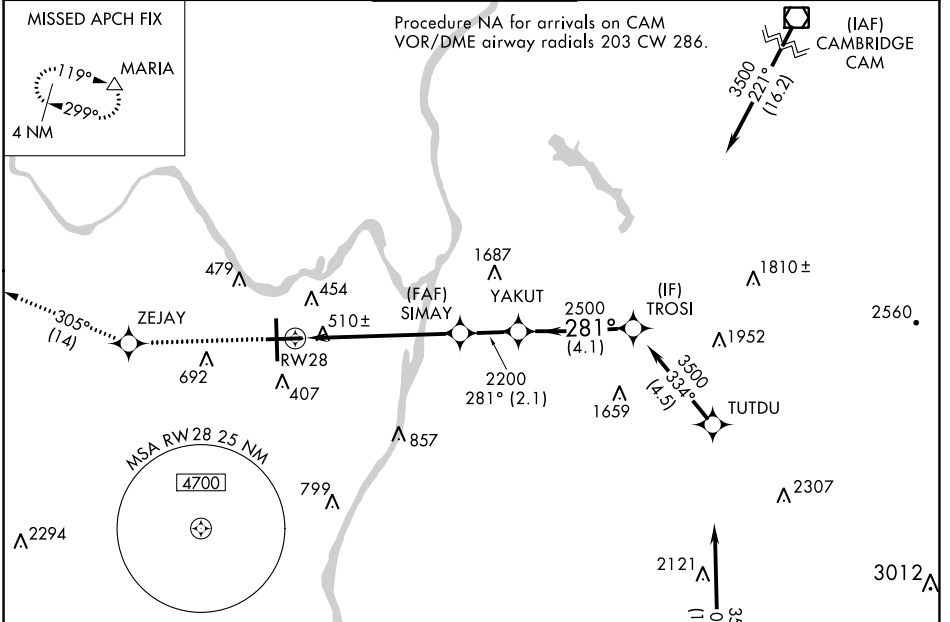 MISSED APCH FIX
119°
MARIA
299°
4 NM
Procedure NA for arrivals on CAM
VOR/DME airway radials 203 CW 286.
(IAF)
CAMBRIDGE
CAM
3500
221°
(16.2)
1687
479
454
(FAF)
SIMAY
YAKUT
2500
281°
(4.1)
(IF)
TROSI
1810±
2560
305°
(14)
ZEJAY
510±
RW28
1952
692
407
2200
281° (2.1)
3500
334°
(4.5)
1659
TUTDU
857
MSA RW 28 25 NM
4700
799
2307
2294
2121
3012